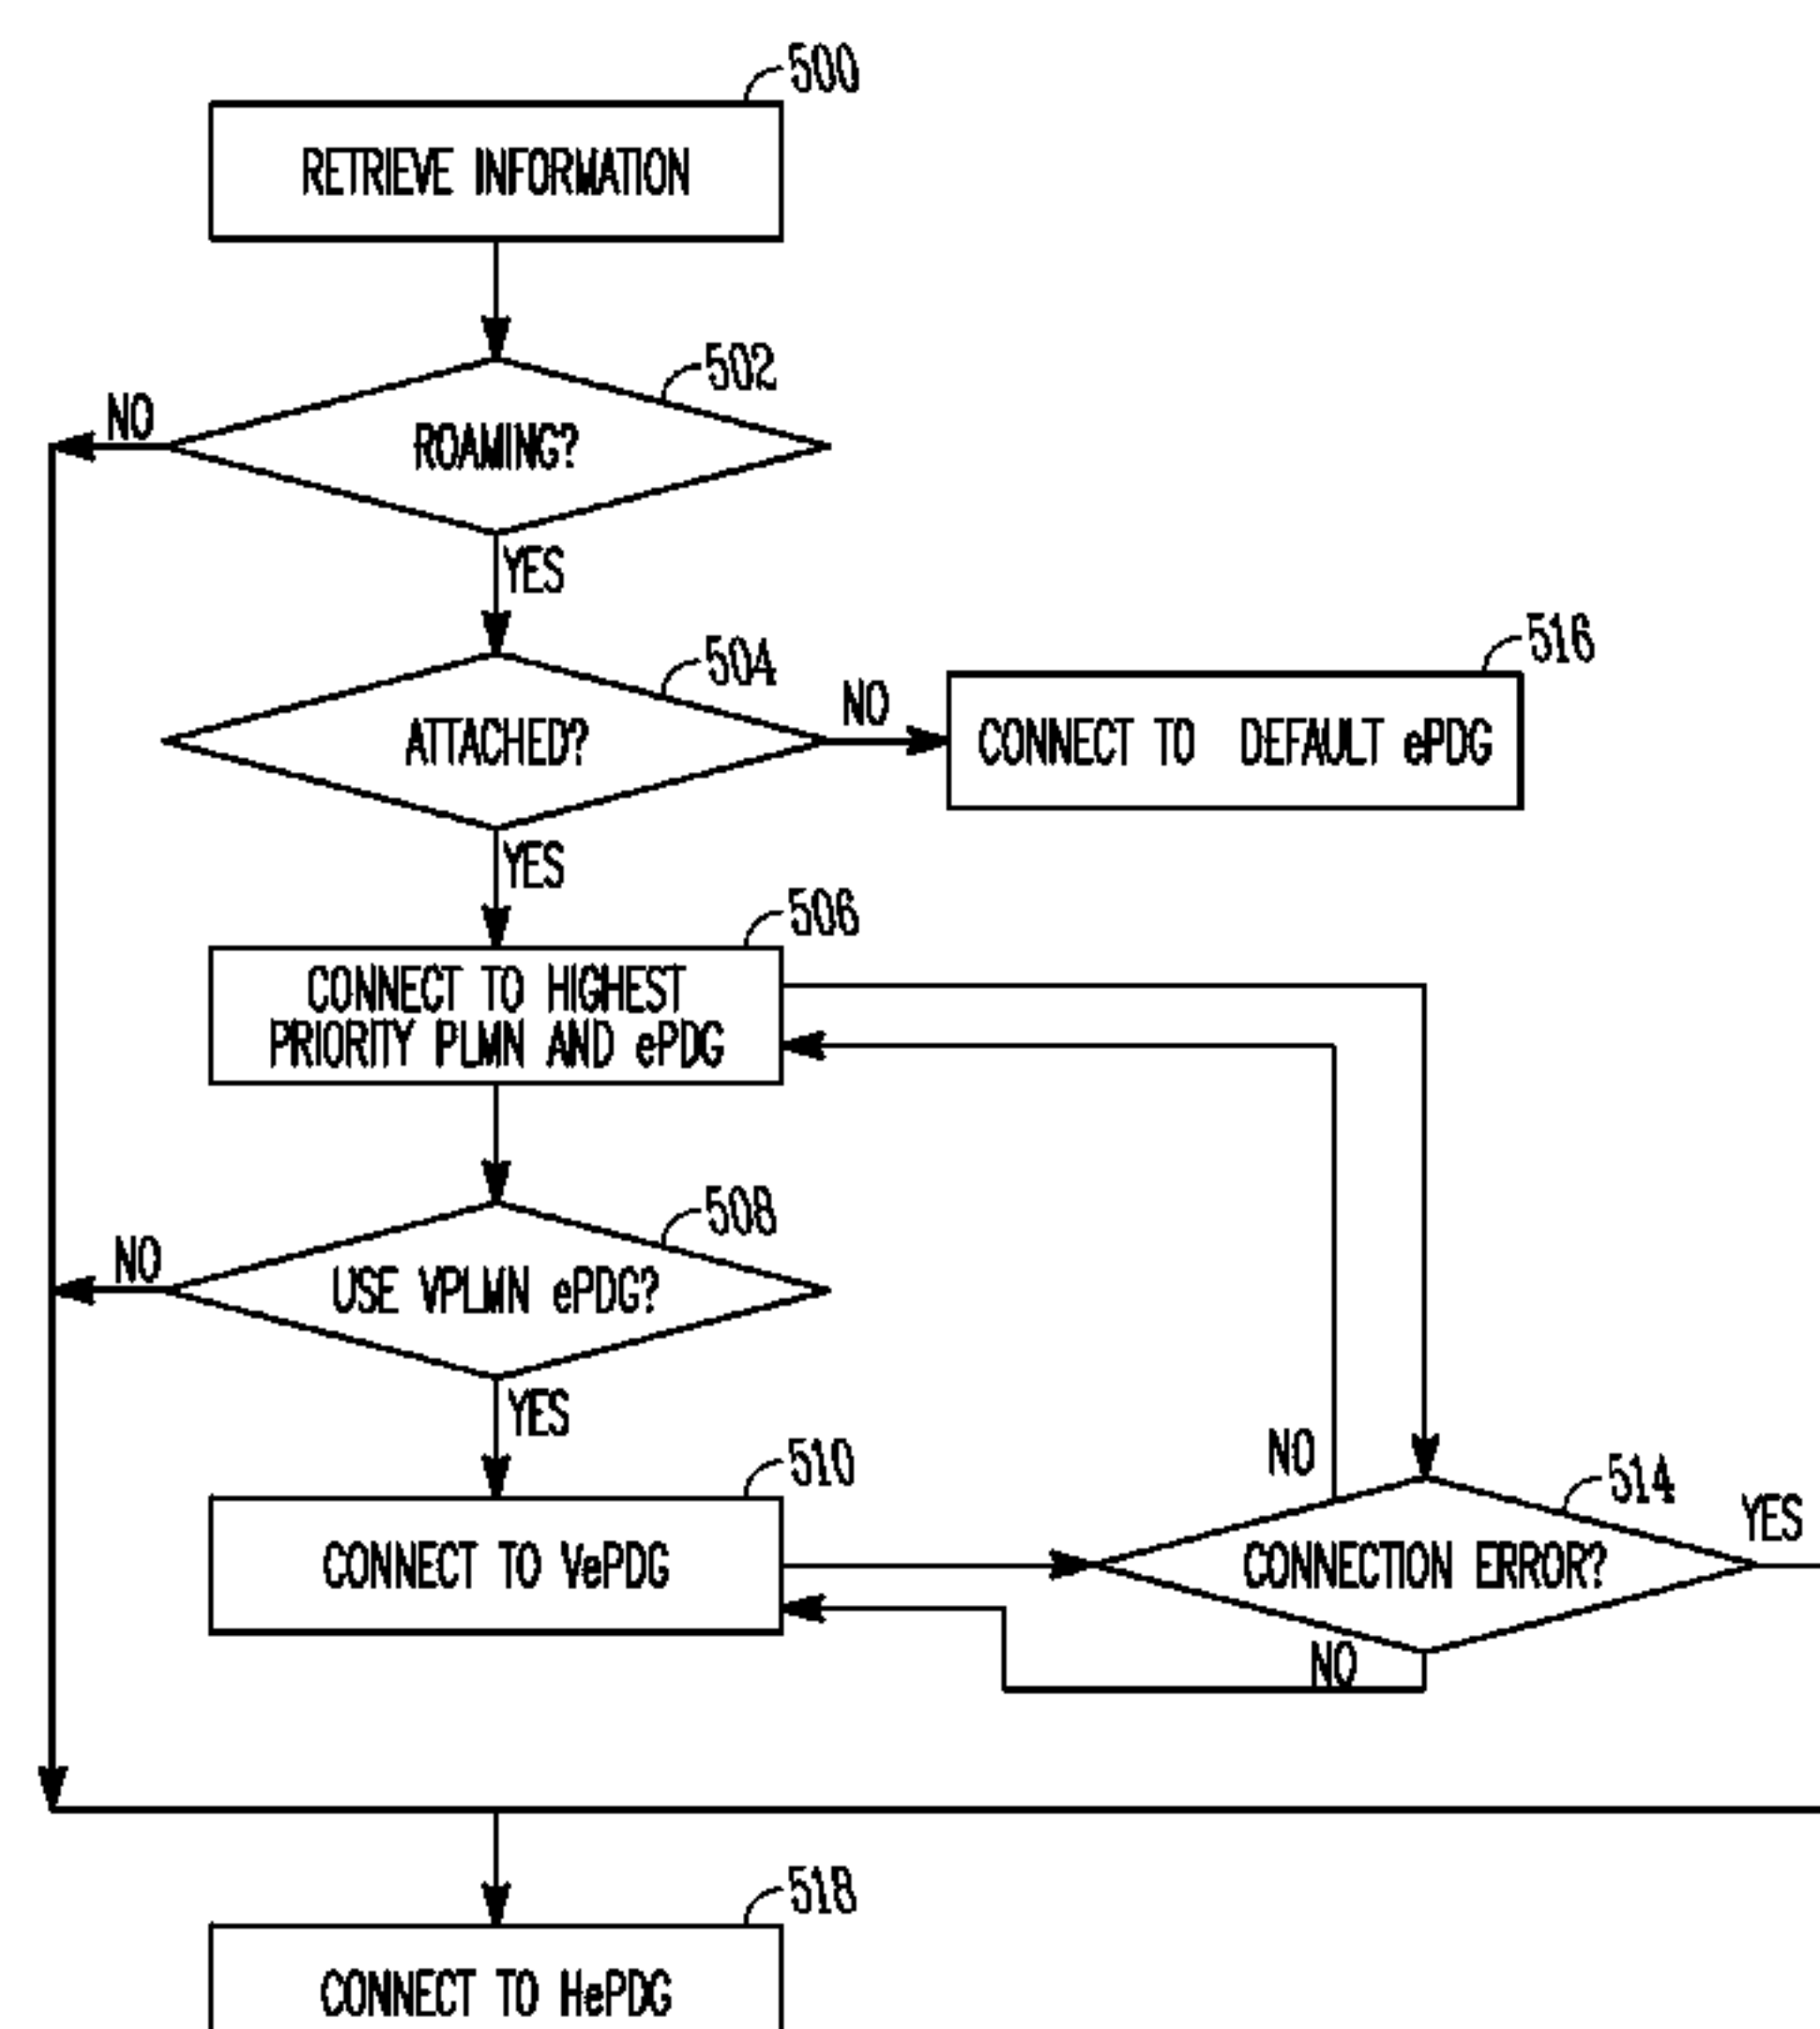 500
RETRIEVE INFORMATION
502
NO
ROAMING?
YES
504
516
NO
ATTACHED?
CONNECT TO DEFAULT ePDG
YES
506
CONNECT TO HIGHEST
PRIORITY PLMN AND ePDG
508
NO
USE VPLMN ePDG?
YES
510
NO
514
YES
CONNECT TO VePDG
CONNECTION ERROR?
NO
518
CONNECT TO HePDG